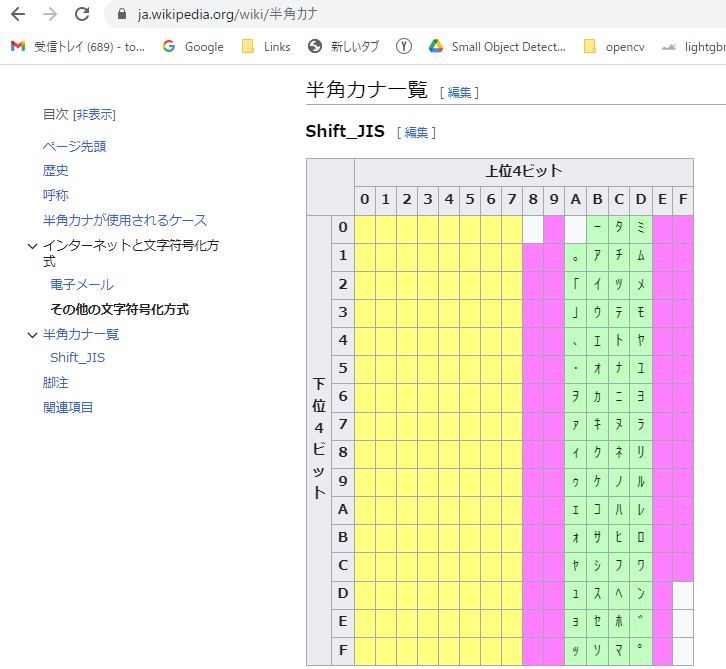 ja.wikipedia.org/wiki/半角カナ
受信トレイ (689) - to...
Google
Links
新しいタブ
Small Object Detect...
opencv
lightgbm
目次 [非表示]
ページ先頭
歴史
呼称
半角カナが使用されるケース
インターネットと文字符号化方
式
電子メール
その他の文字符号化方式
半角カナ一覧
Shift_JIS
脚注
関連項目
半角カナ一覧 [ 編集 ]
Shift_JIS [ 編集 ]
上位4ビット
0 1 2 3 4 5 6 7 8 9 A B C D E F
下位4ビット
0 ｰ ﾀ ﾐ
1 ｡ ｱ ﾁ ﾑ
2 ｢ ｲ ﾂ ﾒ
3 ｣ ｳ ﾃ ﾓ
4 ､ ｴ ﾄ ﾔ
5 ･ ｵ ﾅ ﾕ
6 ｦ ｶ ﾆ ﾖ
7 ｧ ｷ ﾇ ﾗ
8 ｨ ｸ ﾈ ﾘ
9 ｩ ｹ ﾉ ﾙ
A ｪ ｺ ﾊ ﾚ
B ｫ ｻ ﾋ ﾛ
C ｬ ｼ ﾌ ﾜ
D ｭ ｽ ﾍ ﾝ
E ｮ ｾ ﾎ ﾞ
F ｯ ｿ ﾏ ﾟ